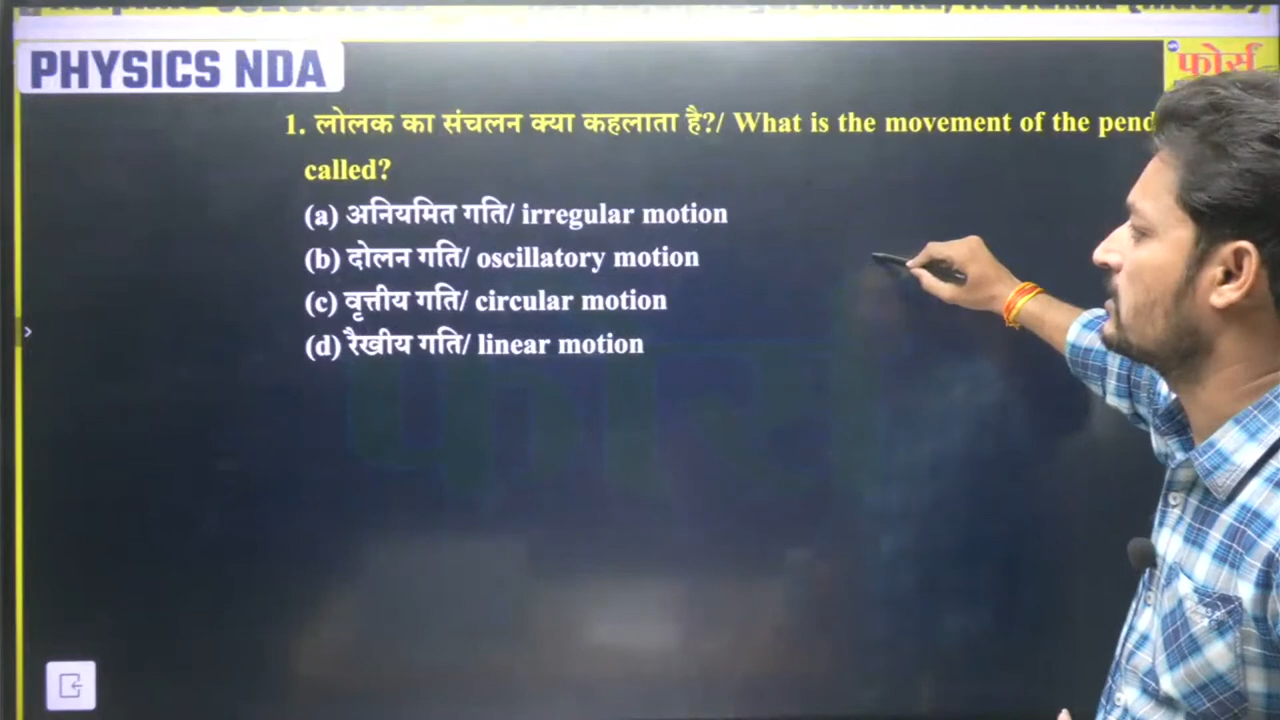 PHYSICS NDA
फोर्स
1. लोलक का संचलन क्या कहलाता है?/ What is the movement of the
called?
(a) अनियमित गति/ irregular motion
(b) दोलन गति/ oscillatory motion
(c) वृत्तीय गति/ circular motion
(d) रैखीय गति/ linear motion